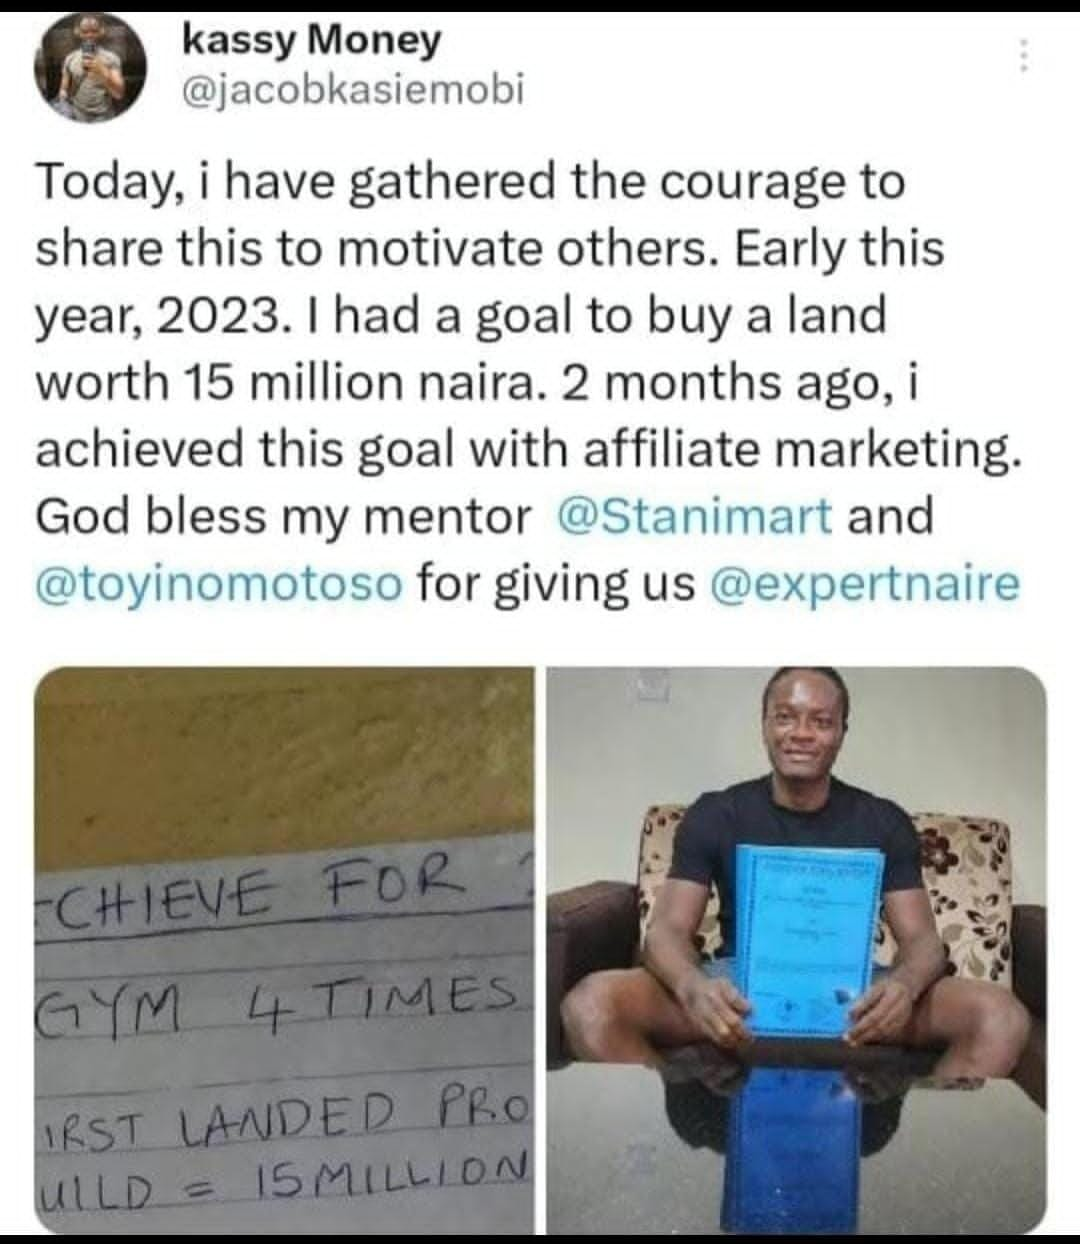 kassy Money
@jacobkasiemobi
Today, i have gathered the courage to
share this to motivate others. Early this
year, 2023. I had a goal to buy a land
worth 15 million naira. 2 months ago, i
achieved this goal with affiliate marketing.
God bless my mentor @Stanimart and
@toyinomotoso for giving us @expertnaire
CHIEVE FOR
GYM 4 TIMES
IRST LANDED PRO
UILD = 15 MILLION